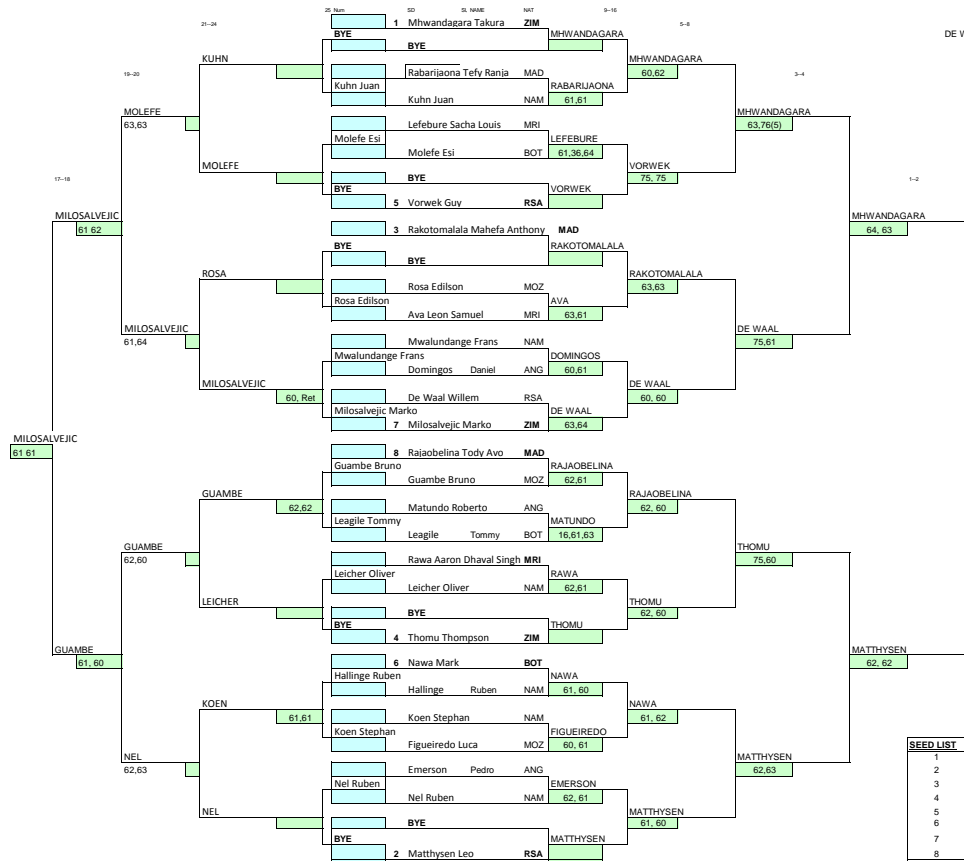 25 Num SD SI. NAME NAT 9--16
21--24 5--8
1 Mhwandagara Takura ZIM
BYE MHWANDAGARA
BYE
DE W
KUHN MHWANDAGARA
Rabarijaona Tefy Ranja MAD 60,62
19--20 3--4
Kuhn Juan RABARIJAONA
Kuhn Juan NAM 61,61
MOLEFE MHWANDAGARA
63,63 Lefebure Sacha Louis MRI 63,76(5)
Molefe Esi LEFEBURE
Molefe Esi BOT 61,36,64
MOLEFE VORWEK
BYE 75, 75
17--18 1--2
BYE VORWEK
5 Vorwek Guy RSA
MILOSALVEJIC MHWANDAGARA
61 62 3 Rakotomalala Mahefa Anthony MAD 64, 63
BYE RAKOTOMALALA
BYE
ROSA RAKOTOMALALA
Rosa Edilson MOZ 63,63
Rosa Edilson AVA
Ava Leon Samuel MRI 63,61
MILOSALVEJIC DE WAAL
61,64 Mwalundange Frans NAM 75,61
Mwalundange Frans DOMINGOS
Domingos Daniel ANG 60,61
MILOSALVEJIC DE WAAL
60, Ret De Waal Willem RSA 60, 60
Milosalvejic Marko DE WAAL
7 Milosalvejic Marko ZIM 63,64
MILOSALVEJIC
61 61 8 Rajaobelina Tody Avo MAD
Guambe Bruno RAJAOBELINA
Guambe Bruno MOZ 62,61
GUAMBE RAJAOBELINA
62,62 Matundo Roberto ANG 62, 60
Leagile Tommy MATUNDO
Leagile Tommy BOT 16,61,63
GUAMBE THOMU
62,60 Rawa Aaron Dhaval Singh MRI 75,60
Leicher Oliver RAWA
Leicher Oliver NAM 62,61
LEICHER THOMU
BYE 62, 60
BYE THOMU
4 Thomu Thompson ZIM
GUAMBE MATTHYSEN
61, 60 6 Nawa Mark BOT 62, 62
Hallinge Ruben NAWA
Hallinge Ruben NAM 61, 60
KOEN NAWA
61,61 Koen Stephan NAM 61, 62
Koen Stephan FIGUEIREDO
Figueiredo Luca MOZ 60, 61
SEED LIST
NEL MATTHYSEN 1
62,63 Emerson Pedro ANG 62,63 2
Nel Ruben EMERSON 3
Nel Ruben NAM 62, 61 4
NEL MATTHYSEN 5
BYE 61, 60 6
BYE MATTHYSEN 7
2 Matthysen Leo RSA 8